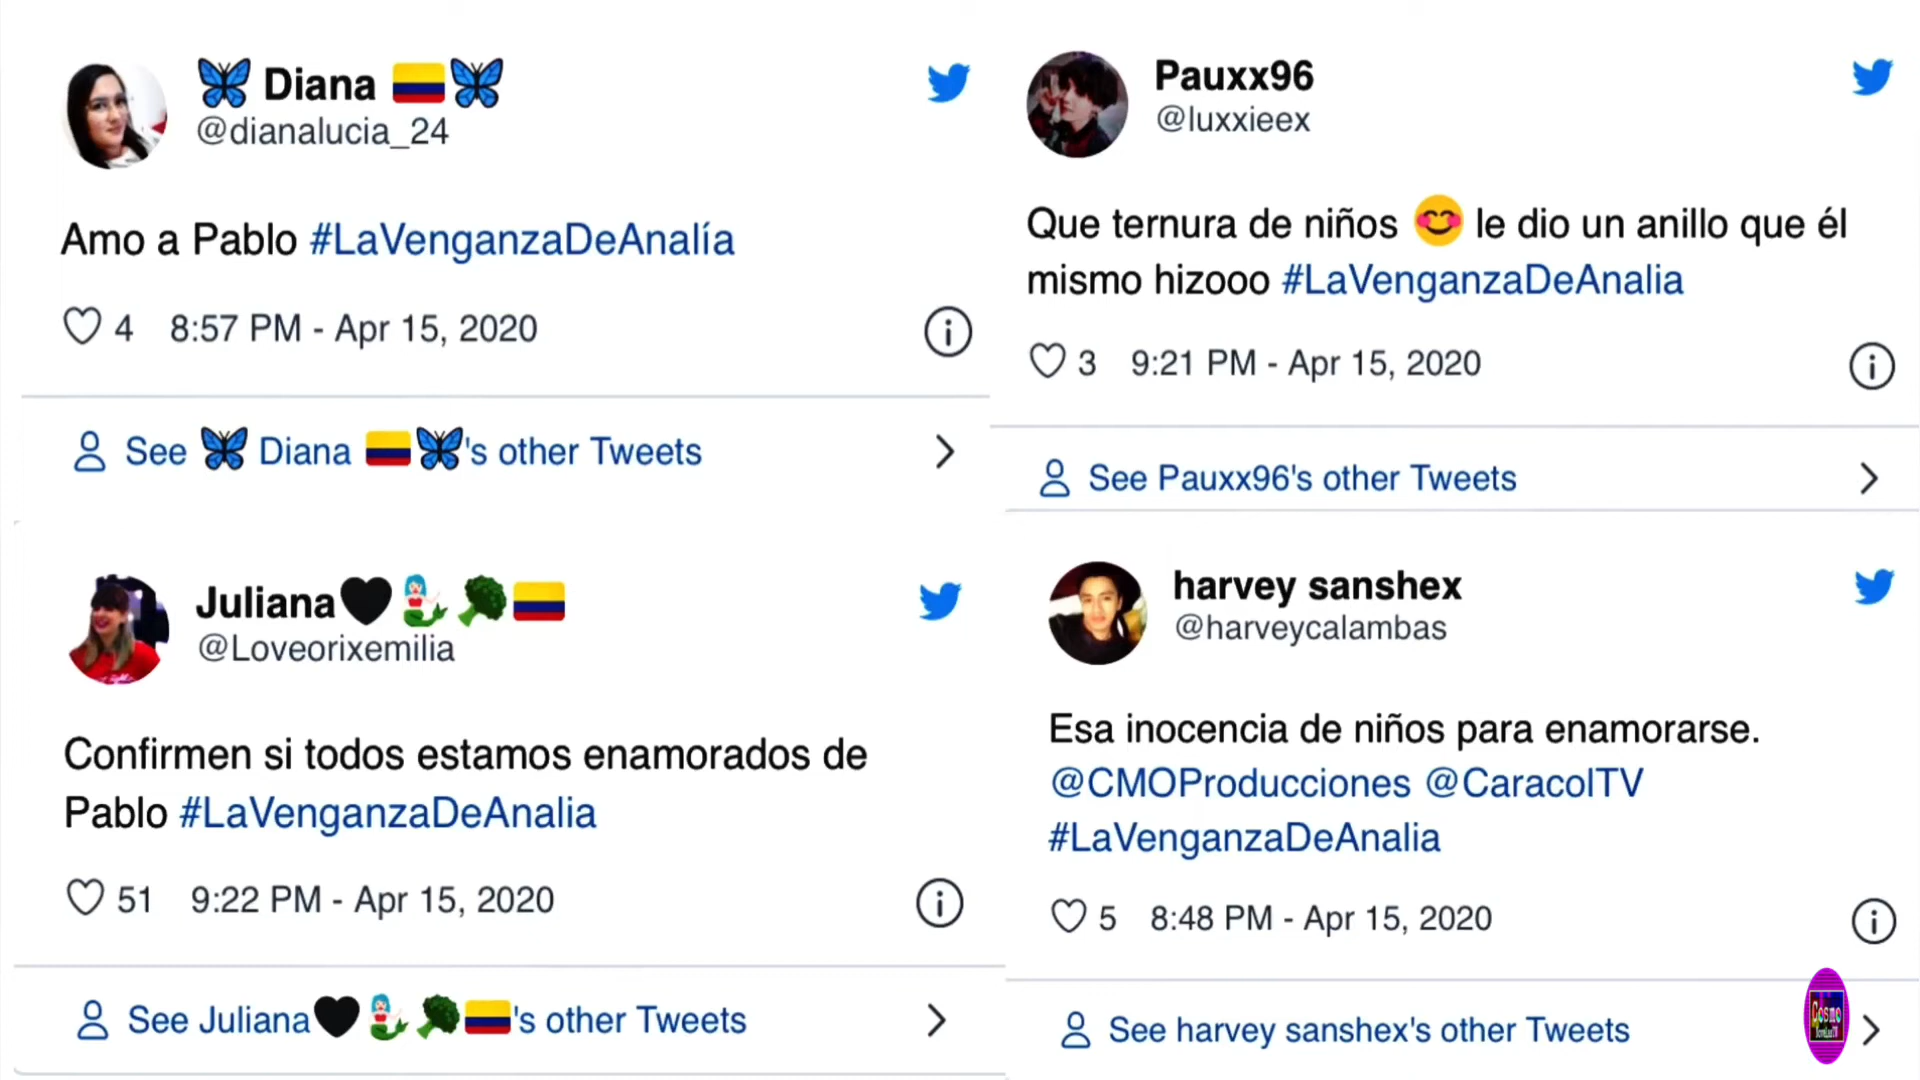 🦋 Diana 🇨🇴🦋
@dianalucia_24
Amo a Pablo #LaVenganzaDeAnalía
4 8:57 PM - Apr 15, 2020
See 🦋 Diana 🇨🇴🦋's other Tweets
Pauxx96
@luxxieex
Que ternura de niños 😊 le dio un anillo que él
mismo hizooo #LaVenganzaDeAnalia
3 9:21 PM - Apr 15, 2020
See Pauxx96's other Tweets
Juliana🖤🧜‍♀️🥦🇨🇴
@Loveorixemilia
Confirmen si todos estamos enamorados de
Pablo #LaVenganzaDeAnalia
51 9:22 PM - Apr 15, 2020
See Juliana🖤🧜‍♀️🥦🇨🇴's other Tweets
harvey sanshex
@harveycalambas
Esa inocencia de niños para enamorarse.
@CMOProducciones @CaracolTV
#LaVenganzaDeAnalia
5 8:48 PM - Apr 15, 2020
See harvey sanshex's other Tweets
Cosmo